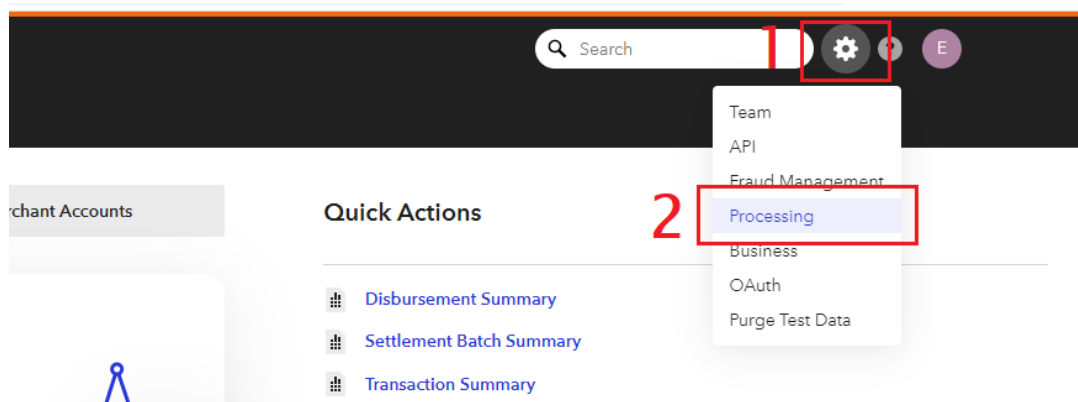 Search
1
?
E
Team
API
Fraud Management
chant Accounts
Quick Actions
2
Processing
Business
OAuth
Disbursement Summary
Purge Test Data
Settlement Batch Summary
Transaction Summary